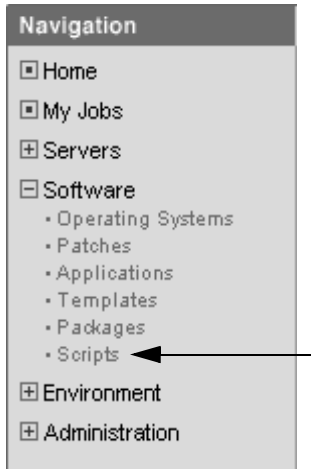 Navigation
Home
My Jobs
Servers
Software
Operating Systems
Patches
Applications
Templates
Packages
Scripts
Environment
Administration